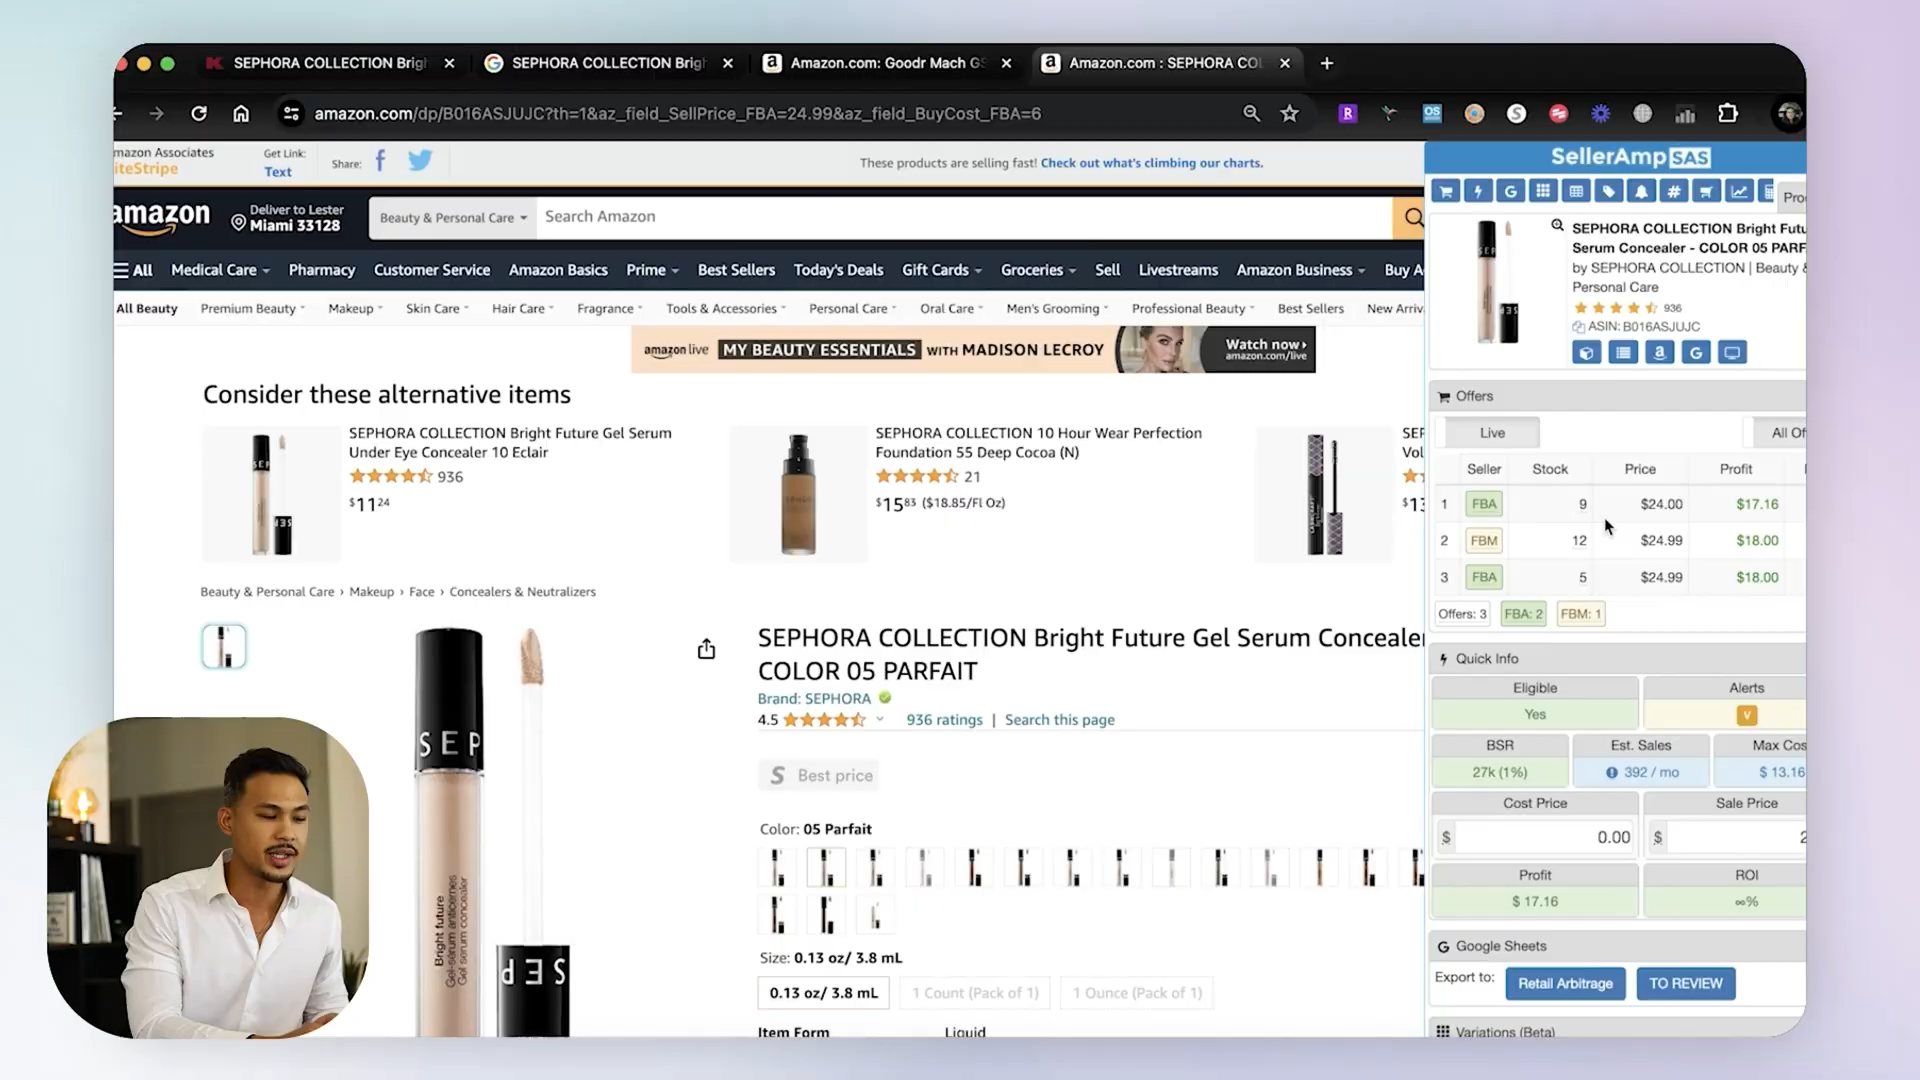 SEPHORA COLLECTION Brigh
SEPHORA COLLECTION Brigh
Amazon.com: Goodr Mach GS
Amazon.com : SEPHORA COL
amazon.com/dp/B016ASJUJC?th=1&az_field_SellPrice_FBA=24.99&az_field_BuyCost_FBA=6
mazon Associates
iteStripe
Get Link:
Text
Share:
These products are selling fast! Check out what's climbing our charts.
SellerAmp SAS
amazon
Deliver to Lester
Miami 33128
Beauty & Personal Care
Search Amazon
Proc
All
Medical Care
Pharmacy
Customer Service
Amazon Basics
Prime
Best Sellers
Today's Deals
Gift Cards
Groceries
Sell
Livestreams
Amazon Business
Buy A
All Beauty
Premium Beauty
Makeup
Skin Care
Hair Care
Fragrance
Tools & Accessories
Personal Care
Oral Care
Men's Grooming
Professional Beauty
Best Sellers
New Arriv
SEPHORA COLLECTION Bright Futu
Serum Concealer - COLOR 05 PARF
by SEPHORA COLLECTION | Beauty &
Personal Care
936
ASIN: B016ASJUJC
amazon live MY BEAUTY ESSENTIALS WITH MADISON LECROY
Watch now
amazon.com/live
Consider these alternative items
SEPHORA COLLECTION Bright Future Gel Serum
Under Eye Concealer 10 Eclair
936
$11 24
SEPHORA COLLECTION 10 Hour Wear Perfection
Foundation 55 Deep Cocoa (N)
21
$15 83 ($18.85/Fl Oz)
SEP
Vol
$13
Offers
Live
All Of
Seller Stock Price Profit
1 FBA 9 $24.00 $17.16
2 FBM 12 $24.99 $18.00
3 FBA 5 $24.99 $18.00
Offers: 3 FBA: 2 FBM: 1
Beauty & Personal Care › Makeup › Face › Concealers & Neutralizers
SEPHORA COLLECTION Bright Future Gel Serum Concealer
COLOR 05 PARFAIT
Brand: SEPHORA
4.5
936 ratings | Search this page
S Best price
Color: 05 Parfait
Size: 0.13 oz/ 3.8 mL
0.13 oz/ 3.8 mL
1 Count (Pack of 1)
1 Ounce (Pack of 1)
Item Form
Liquid
SEP
Bright future
Gel-sérum anticernes
Gel serum concealer
SEP
Quick Info
Eligible
Yes
Alerts
V
BSR
27k (1%)
Est. Sales
392 / mo
Max Cos
$ 13.16
Cost Price
$ 0.00
Sale Price
$ 2
Profit
$ 17.16
ROI
∞%
Google Sheets
Export to:
Retail Arbitrage
TO REVIEW
Variations (Beta)